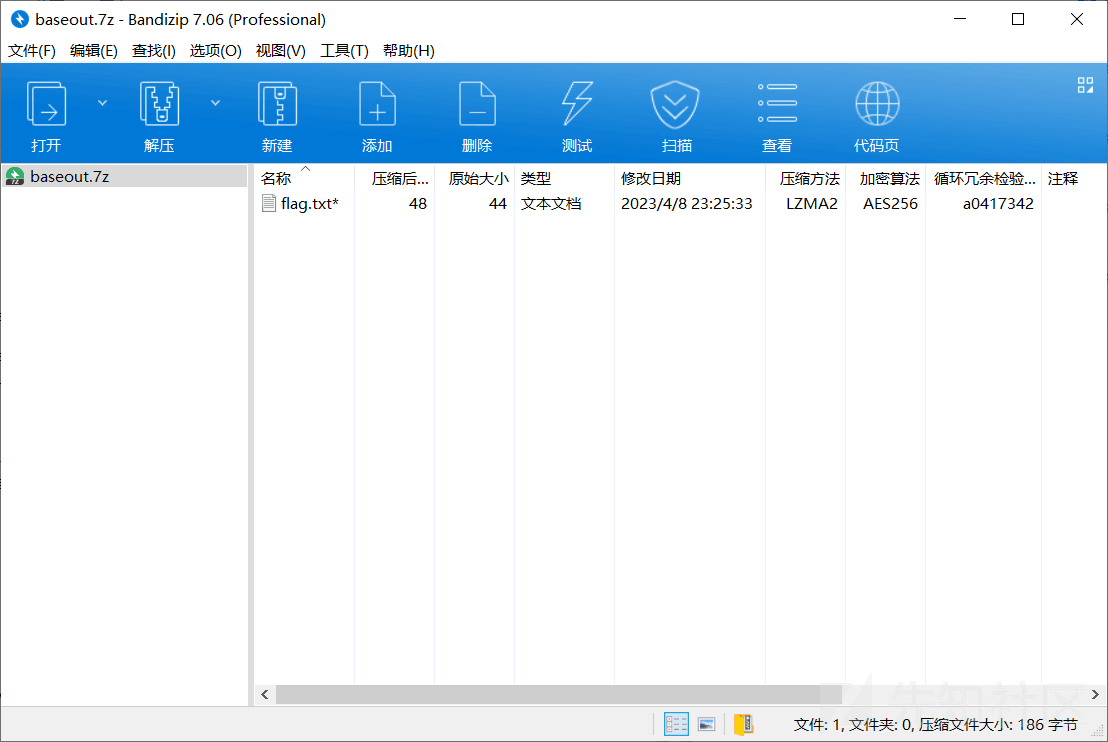 baseout.7z - Bandizip 7.06 (Professional)
文件(F) 编辑(E) 查找(I) 选项(O) 视图(V) 工具(T) 帮助(H)
打开 解压 新建 添加 删除 测试 扫描 查看 代码页
baseout.7z
名称 压缩后... 原始大小 类型 修改日期 压缩方法 加密算法 循环冗余检验... 注释
flag.txt* 48 44 文本文档 2023/4/8 23:25:33 LZMA2 AES256 a0417342
先知社区
文件: 1, 文件夹: 0, 压缩文件大小: 186 字节